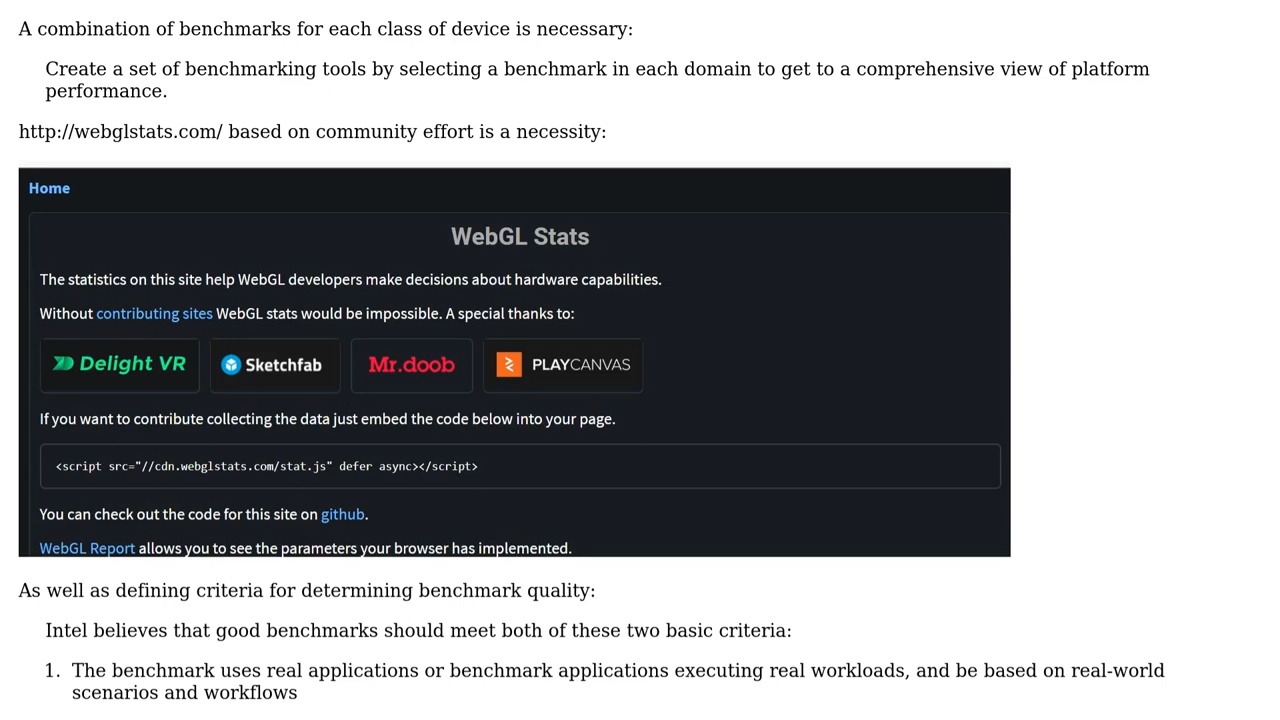 A combination of benchmarks for each class of device is necessary:
Create a set of benchmarking tools by selecting a benchmark in each domain to get to a comprehensive view of platform
performance.
http://webglstats.com/ based on community effort is a necessity:
Home
WebGL Stats
The statistics on this site help WebGL developers make decisions about hardware capabilities.
Without contributing sites WebGL stats would be impossible. A special thanks to:
Delight VR Sketchfab Mr.doob PLAYCANVAS
If you want to contribute collecting the data just embed the code below into your page.
<script src="//cdn.webglstats.com/stat.js" defer async></script>
You can check out the code for this site on github.
WebGL Report allows you to see the parameters your browser has implemented.
As well as defining criteria for determining benchmark quality:
Intel believes that good benchmarks should meet both of these two basic criteria:
1. The benchmark uses real applications or benchmark applications executing real workloads, and be based on real-world
scenarios and workflows